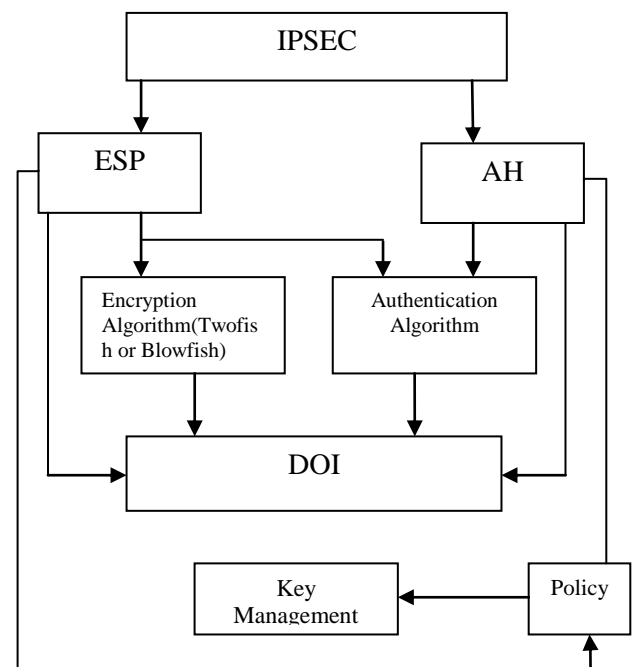 IPSEC
ESP
AH
Encryption
Algorithm(Twofis
h or Blowfish)
Authentication
Algorithm
DOI
Key
Management
Policy